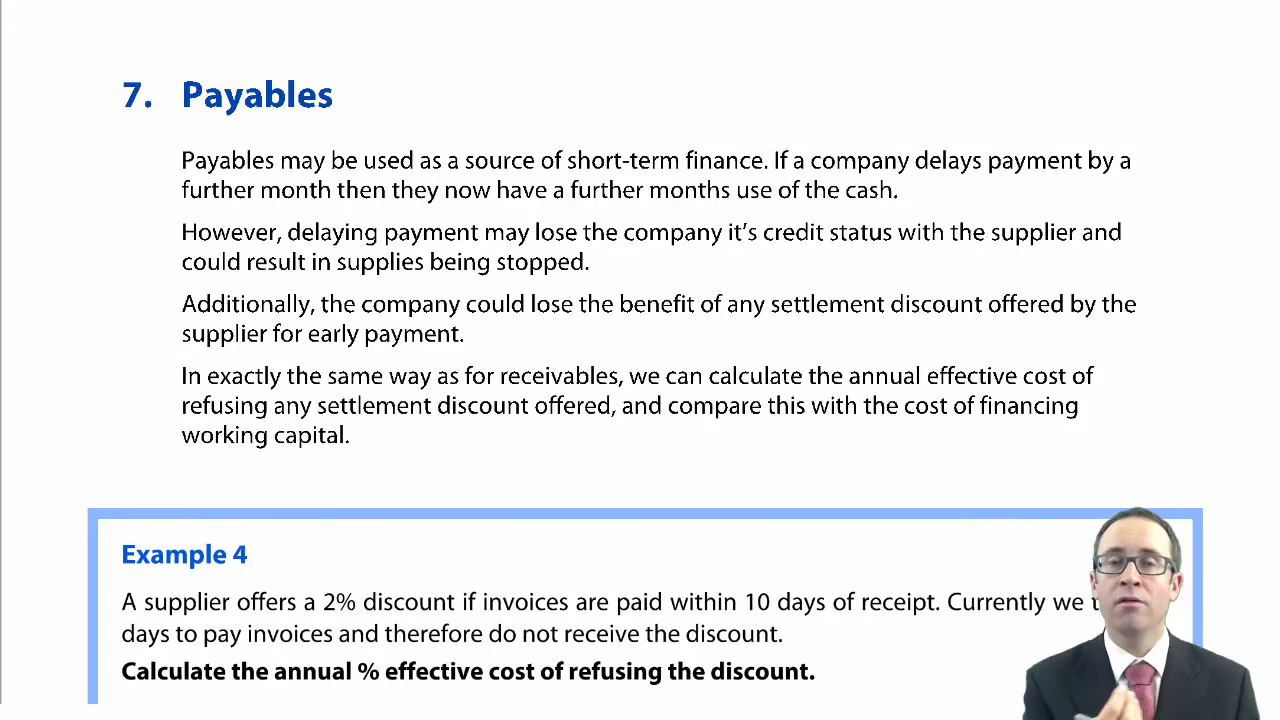 7. Payables
Payables may be used as a source of short-term finance. If a company delays payment by a
further month then they now have a further months use of the cash.
However, delaying payment may lose the company it’s credit status with the supplier and
could result in supplies being stopped.
Additionally, the company could lose the benefit of any settlement discount offered by the
supplier for early payment.
In exactly the same way as for receivables, we can calculate the annual effective cost of
refusing any settlement discount offered, and compare this with the cost of financing
working capital.
Example 4
A supplier offers a 2% discount if invoices are paid within 10 days of receipt. Currently we
days to pay invoices and therefore do not receive the discount.
Calculate the annual % effective cost of refusing the discount.